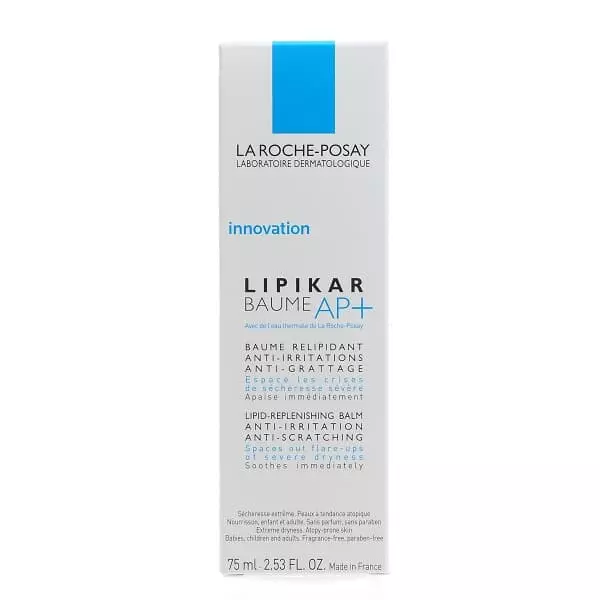 LA ROCHE-POSAY
LABORATOIRE DERMATOLOGIQUE
innovation
LIPIKAR
BAUME AP+
Avec de l'eau thermale de La Roche-Posay
BAUME RELIPIDANT
ANTI-IRRITATIONS
ANTI-GRATTAGE
Espace les crises
de sécheresse sévère
Apaise immédiatement
LIPID-REPLENISHING BALM
ANTI-IRRITATION
ANTI-SCRATCHING
Spaces out flare-ups
of severe dryness
Soothes immediately
Sécheresse extrême. Peaux à tendance atopique
Nourrisson, enfant et adulte. Sans parfum, sans paraben
Extreme dryness. Atopy-prone skin
Babies, children and adults. Fragrance-free, paraben-free
75 ml - 2.53 FL. OZ. Made in France